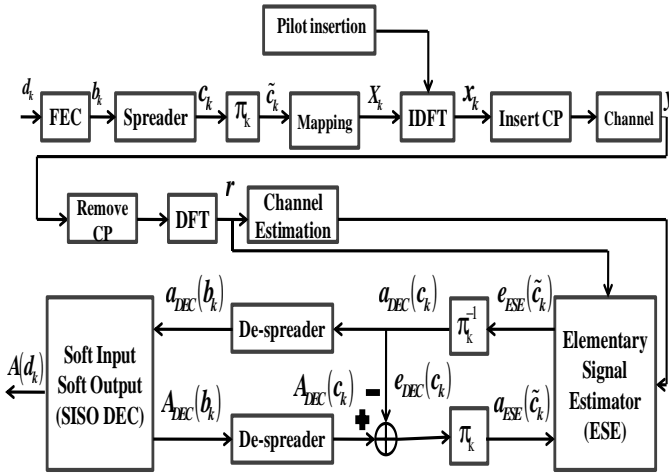 Pilot insertion
d_k
FEC
b_k
Spreader
c_k
π_k
c̃_k
Mapping
X_k
IDFT
x_k
Insert CP
Channel
y
Remove
CP
DFT
r
Channel
Estimation
a_DEC(b_k)
De-spreader
a_DEC(c_k)
π_k^-1
e_ESE(c̃_k)
A(d_k)
Soft Input
Soft Output
(SISO DEC)
Elementary
Signal
Estimator
(ESE)
A_DEC(b_k)
De-spreader
A_DEC(c_k)
−
+
e_DEC(c_k)
π_k
a_ESE(c̃_k)